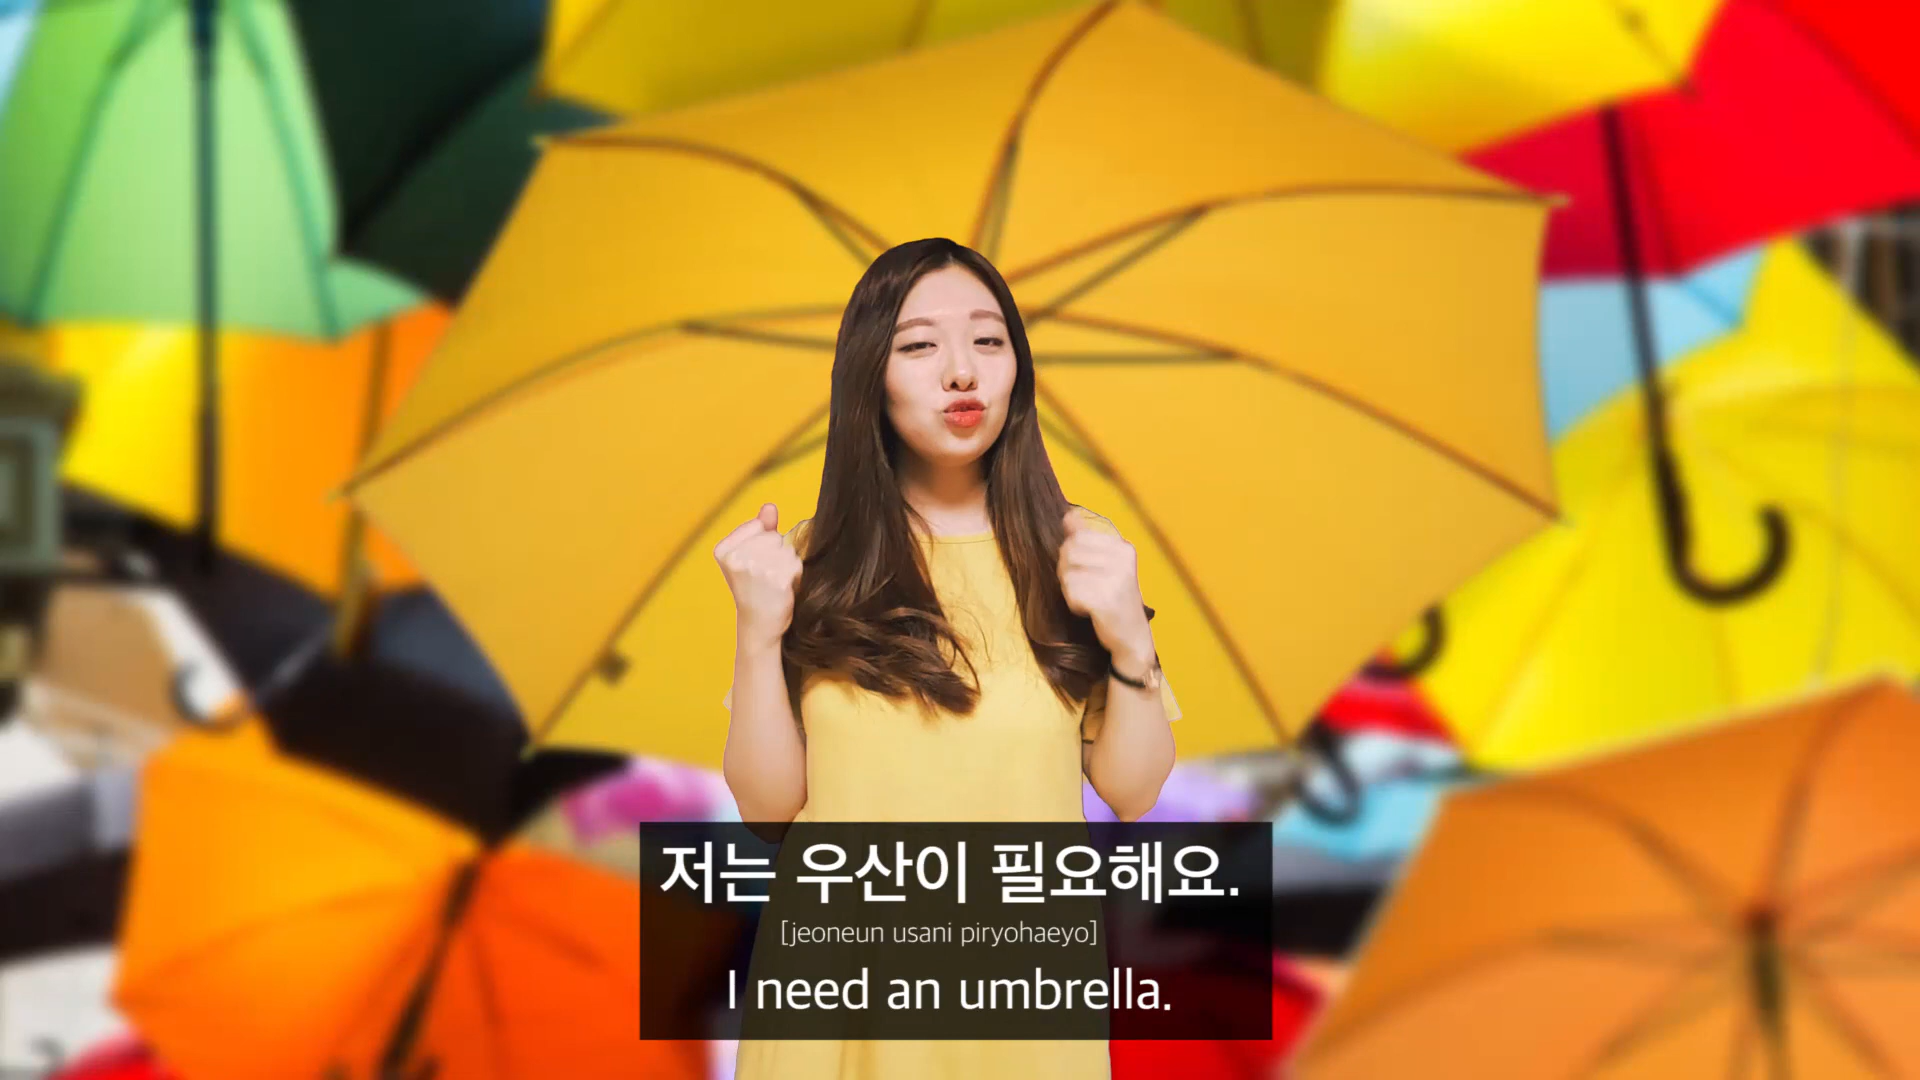 저는 우산이 필요해요.
[jeoneun usani piryohaeyo]
I need an umbrella.